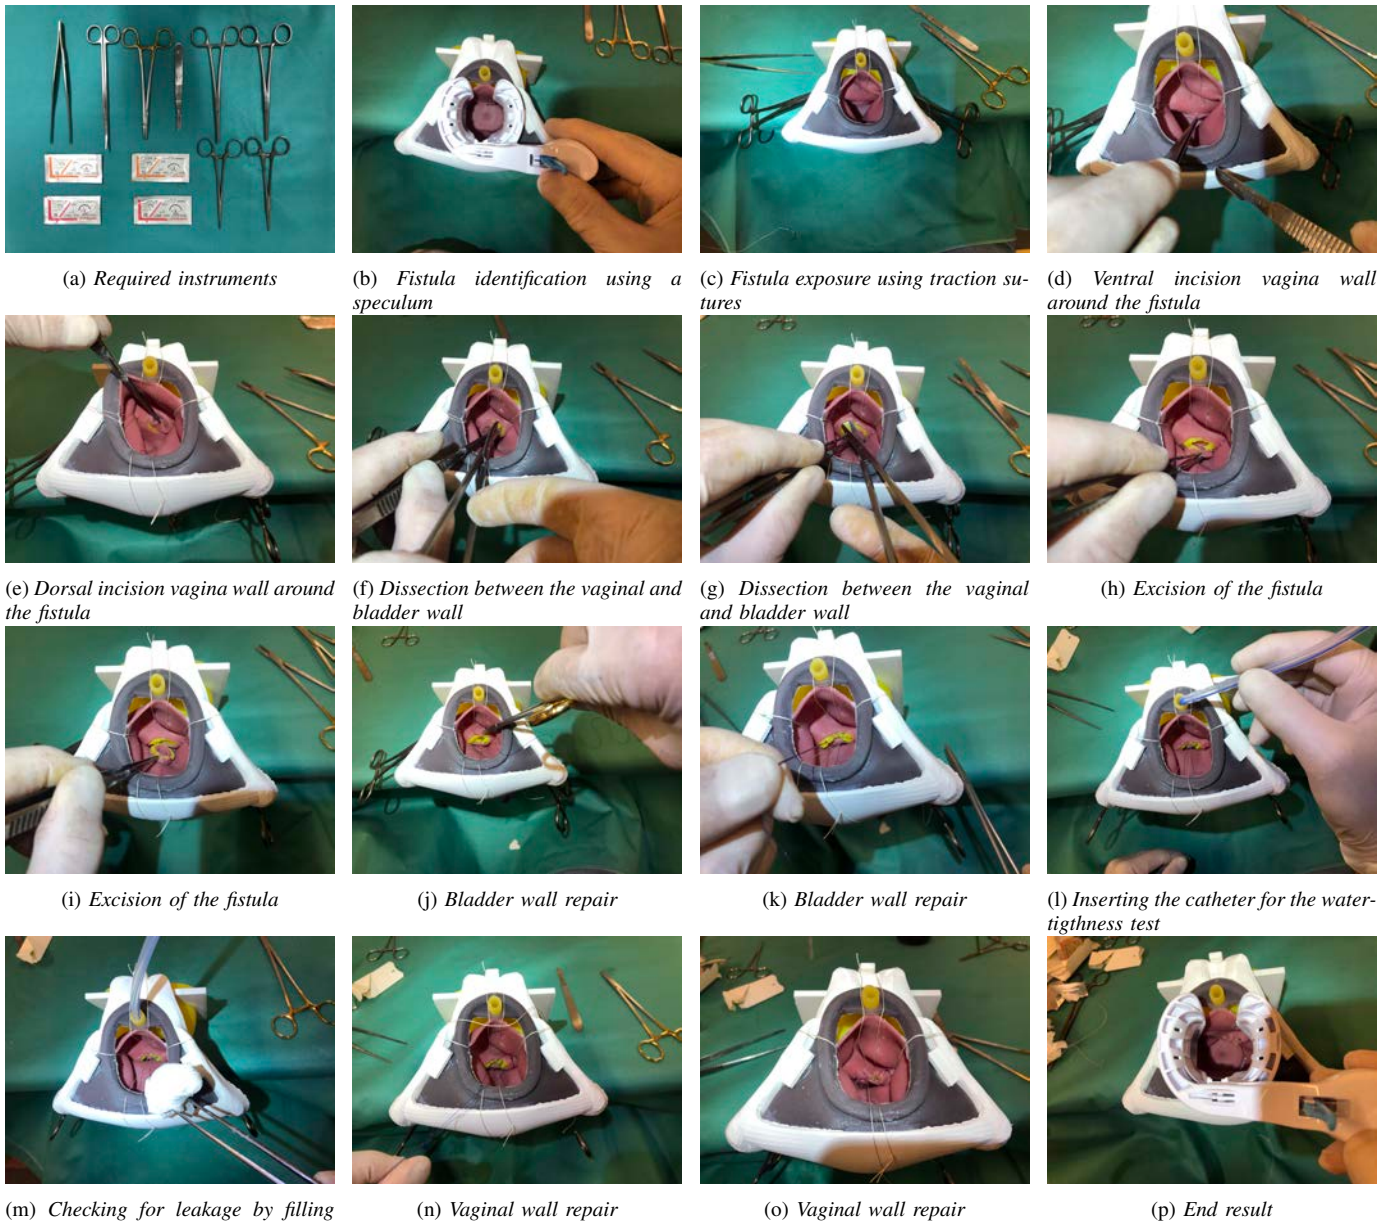 (a) Required instruments
(b) Fistula identification using a
speculum
(c) Fistula exposure using traction su-
tures
(d) Ventral incision vagina wall
around the fistula
(e) Dorsal incision vagina wall around
the fistula
(f) Dissection between the vaginal and
bladder wall
(g) Dissection between the vaginal
and bladder wall
(h) Excision of the fistula
(i) Excision of the fistula
(j) Bladder wall repair
(k) Bladder wall repair
(l) Inserting the catheter for the water-
tigthness test
(m) Checking for leakage by filling
(n) Vaginal wall repair
(o) Vaginal wall repair
(p) End result